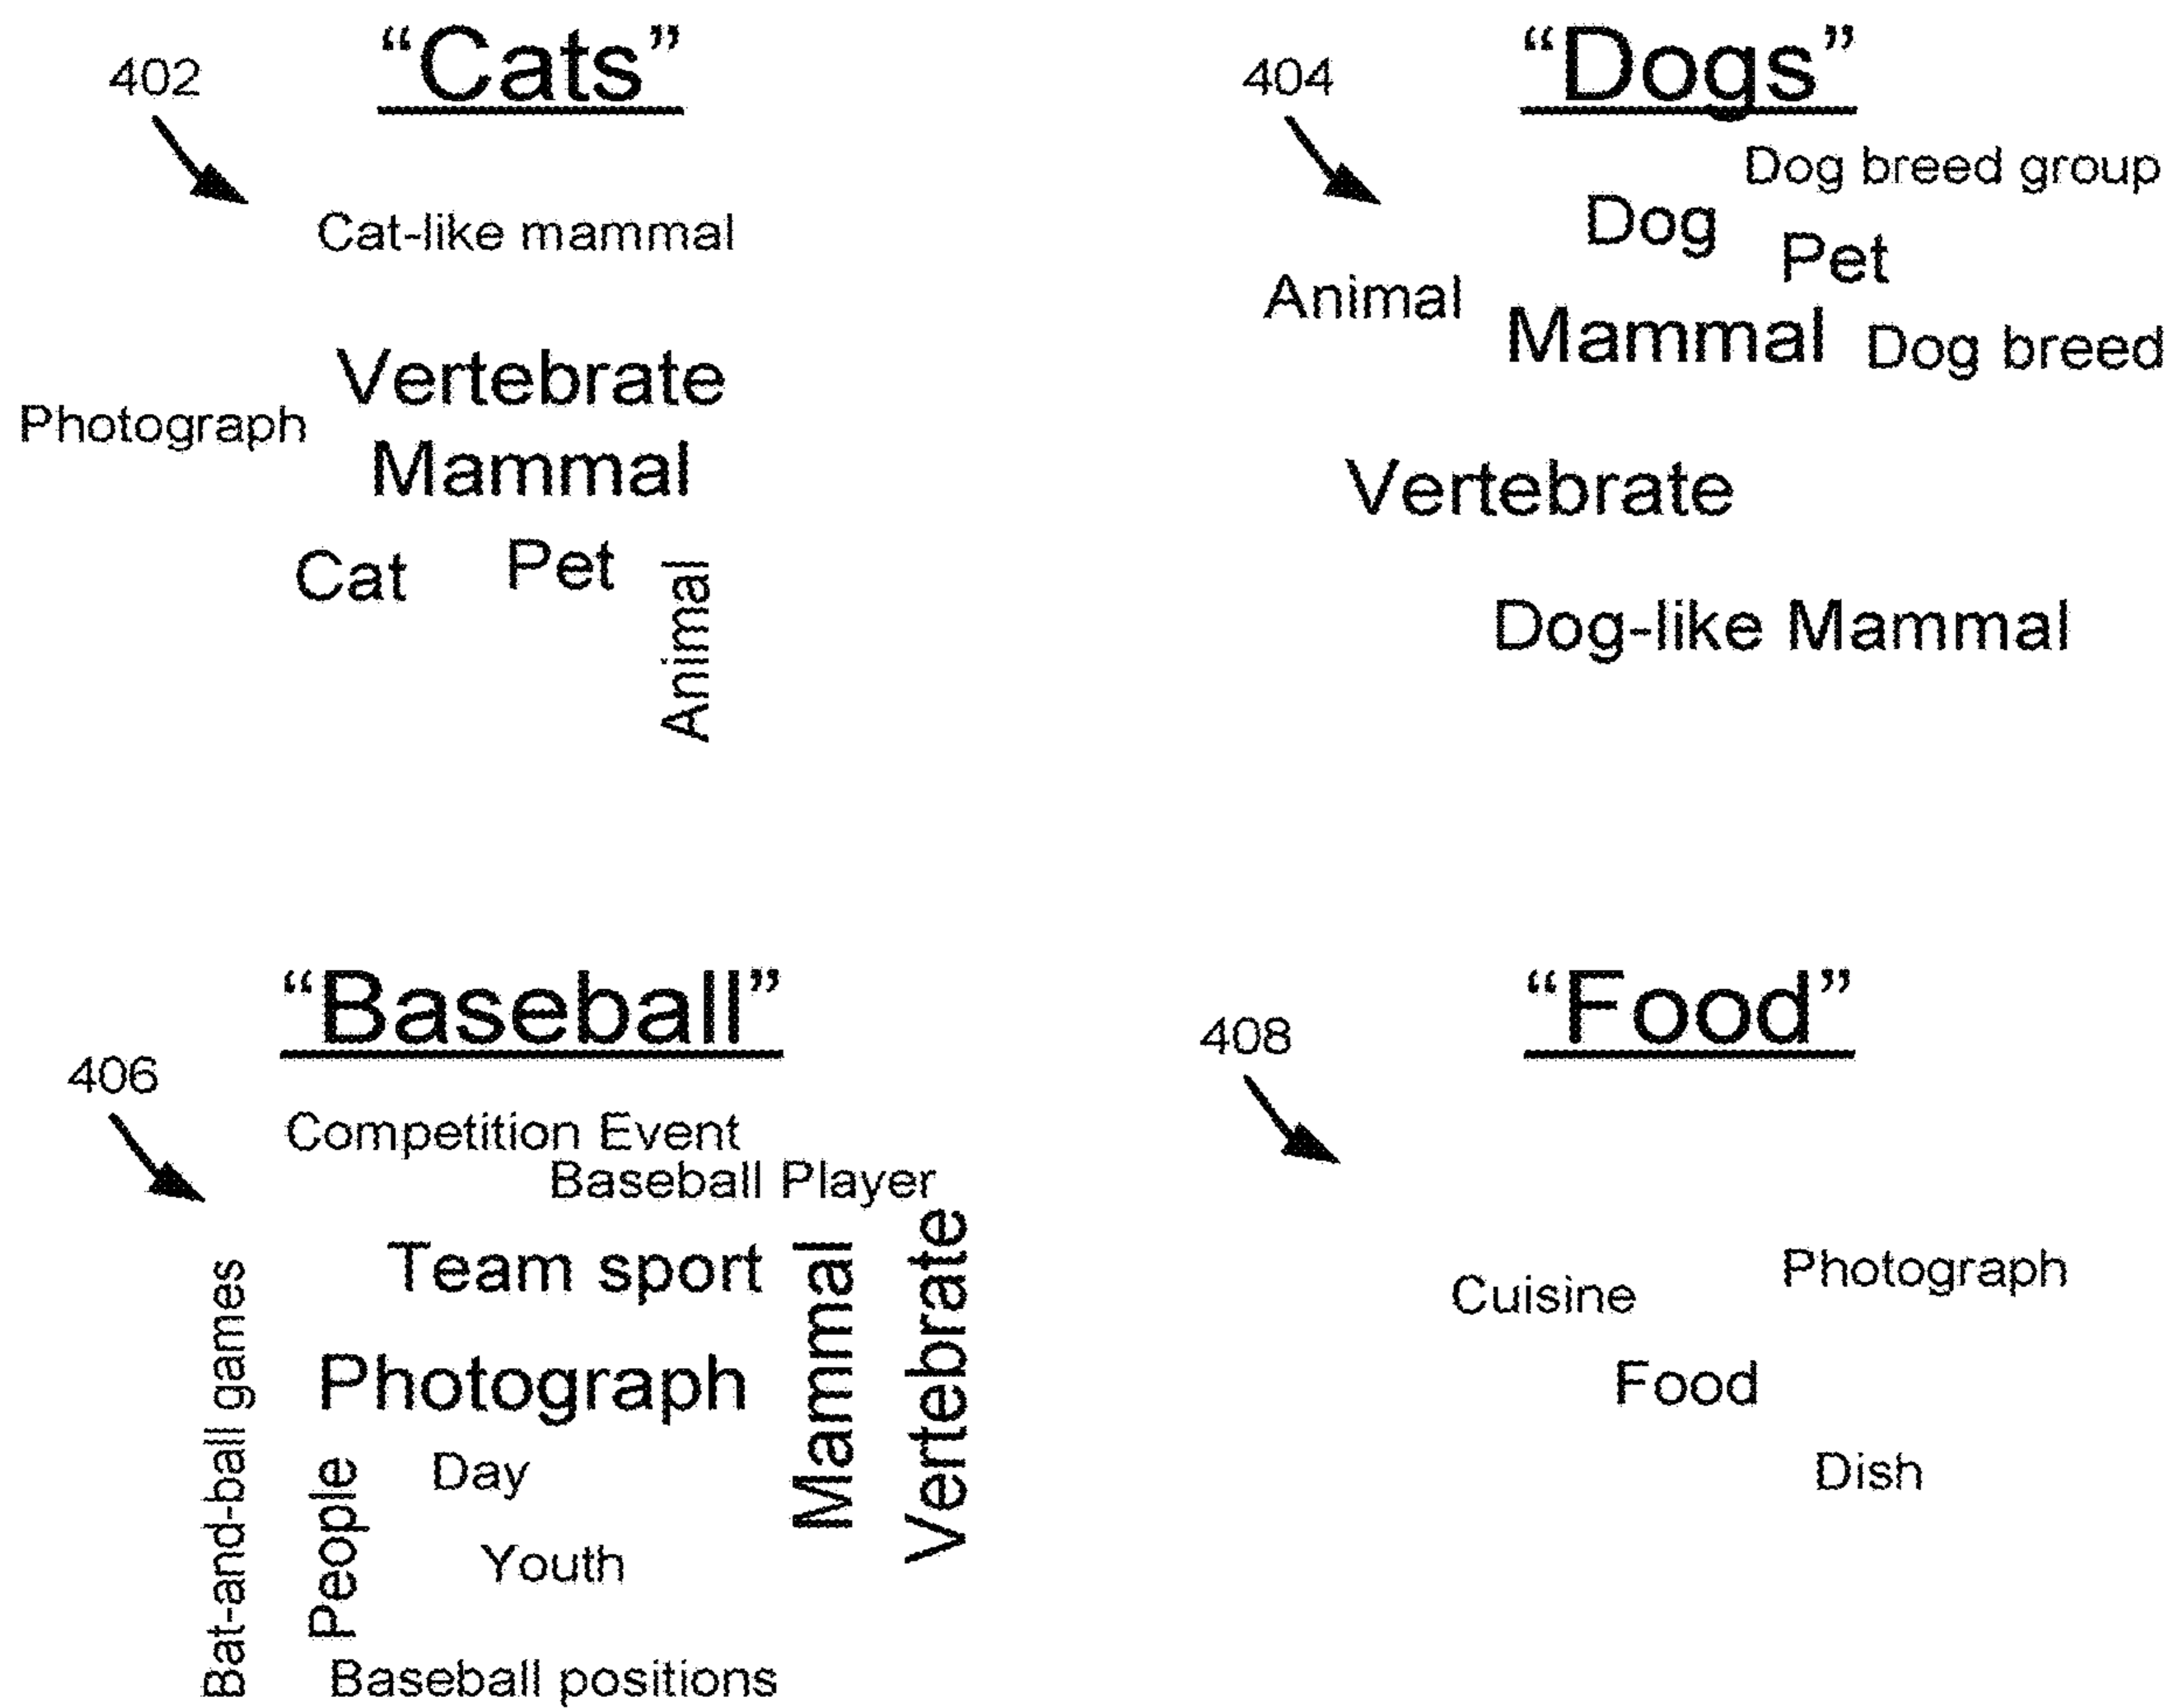 402
“Cats”
Cat-like mammal
Vertebrate
Photograph
Mammal
Cat
Pet
Animal
404
“Dogs”
Dog breed group
Dog
Pet
Animal
Mammal
Dog breed
Vertebrate
Dog-like Mammal
406
“Baseball”
Competition Event
Baseball Player
Team sport
Mammal
Vertebrate
Bat-and-ball games
Photograph
People
Day
Youth
Baseball positions
408
“Food”
Photograph
Cuisine
Food
Dish